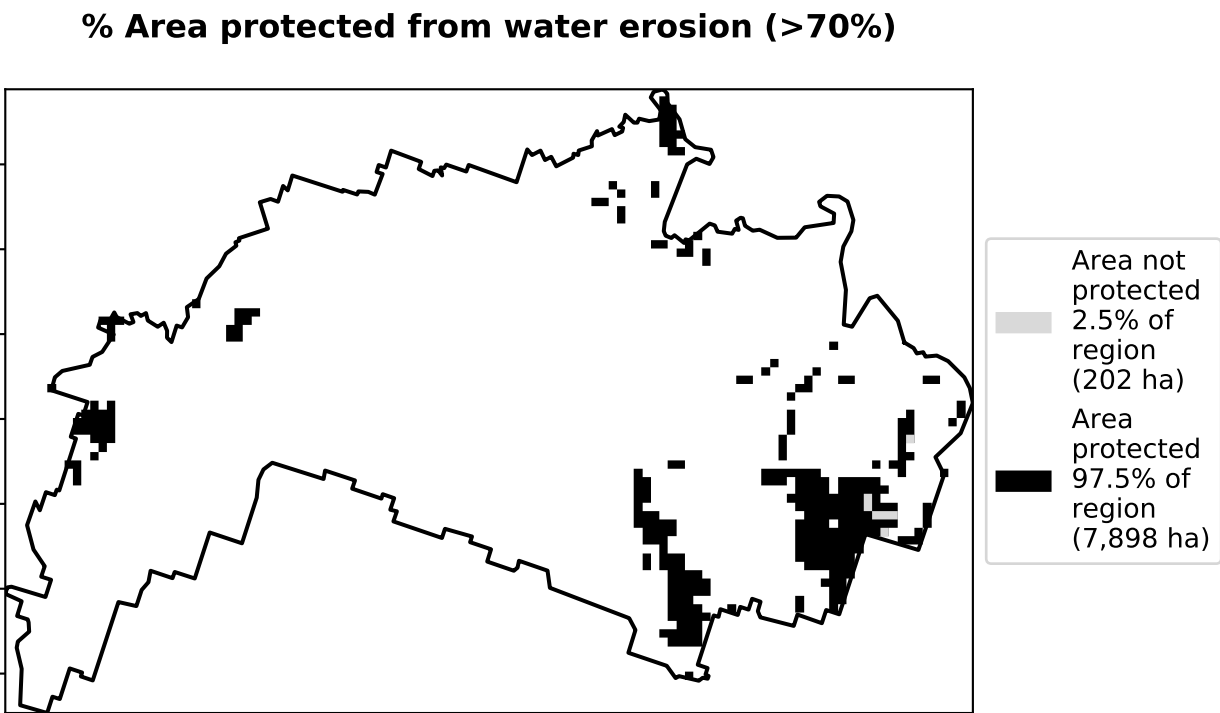 % Area protected from water erosion (>70%)
Area not
protected
2.5% of
region
(202 ha)
Area
protected
97.5% of
region
(7,898 ha)